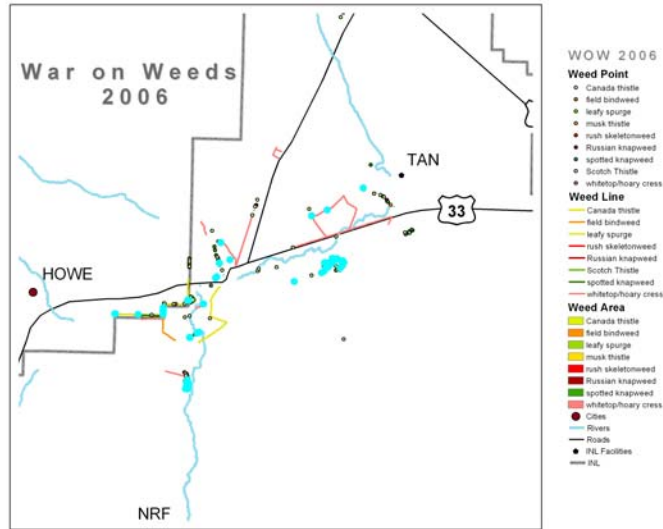 War on Weeds
2006
TAN
33
HOWE
NRF
WOW 2006
Weed Point
Canada thistle
field bindweed
leafy spurge
musk thistle
rush skeletonweed
Russian knapweed
spotted knapweed
Scotch Thistle
whitetop/hoary cress
Weed Line
Canada thistle
field bindweed
leafy spurge
rush skeletonweed
Russian knapweed
Scotch Thistle
spotted knapweed
whitetop/hoary cress
Weed Area
Canada thistle
field bindweed
leafy spurge
musk thistle
rush skeletonweed
Russian knapweed
spotted knapweed
whitetop/hoary cress
Cities
Rivers
Roads
INL Facilities
INL